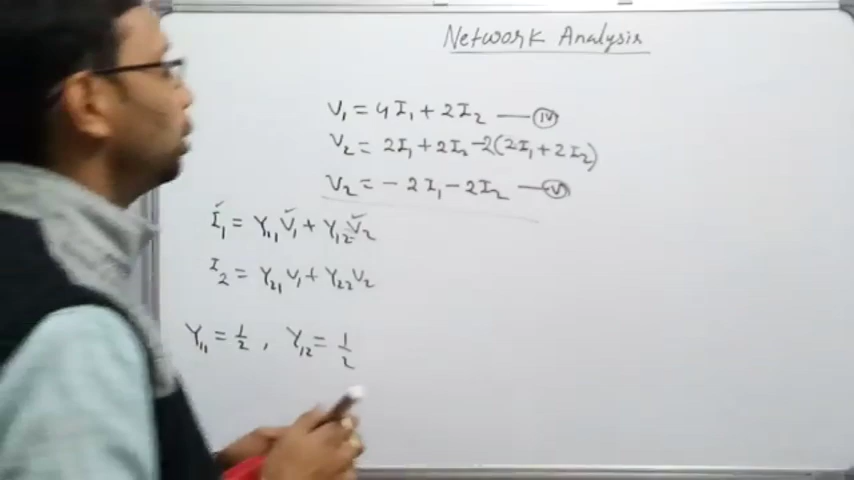 Network Analysis
V₁ = 4I₁ + 2I₂ — (iv)
V₂ = 2I₁ + 2I₂ - 2(2I₁ + 2I₂)
V₂ = - 2I₁ - 2I₂ — (v)
I₁ = Y₁₁V₁ + Y₁₂V₂
I₂ = Y₂₁V₁ + Y₂₂V₂
Y₁₁ = 1/2 , Y₁₂ = 1/2